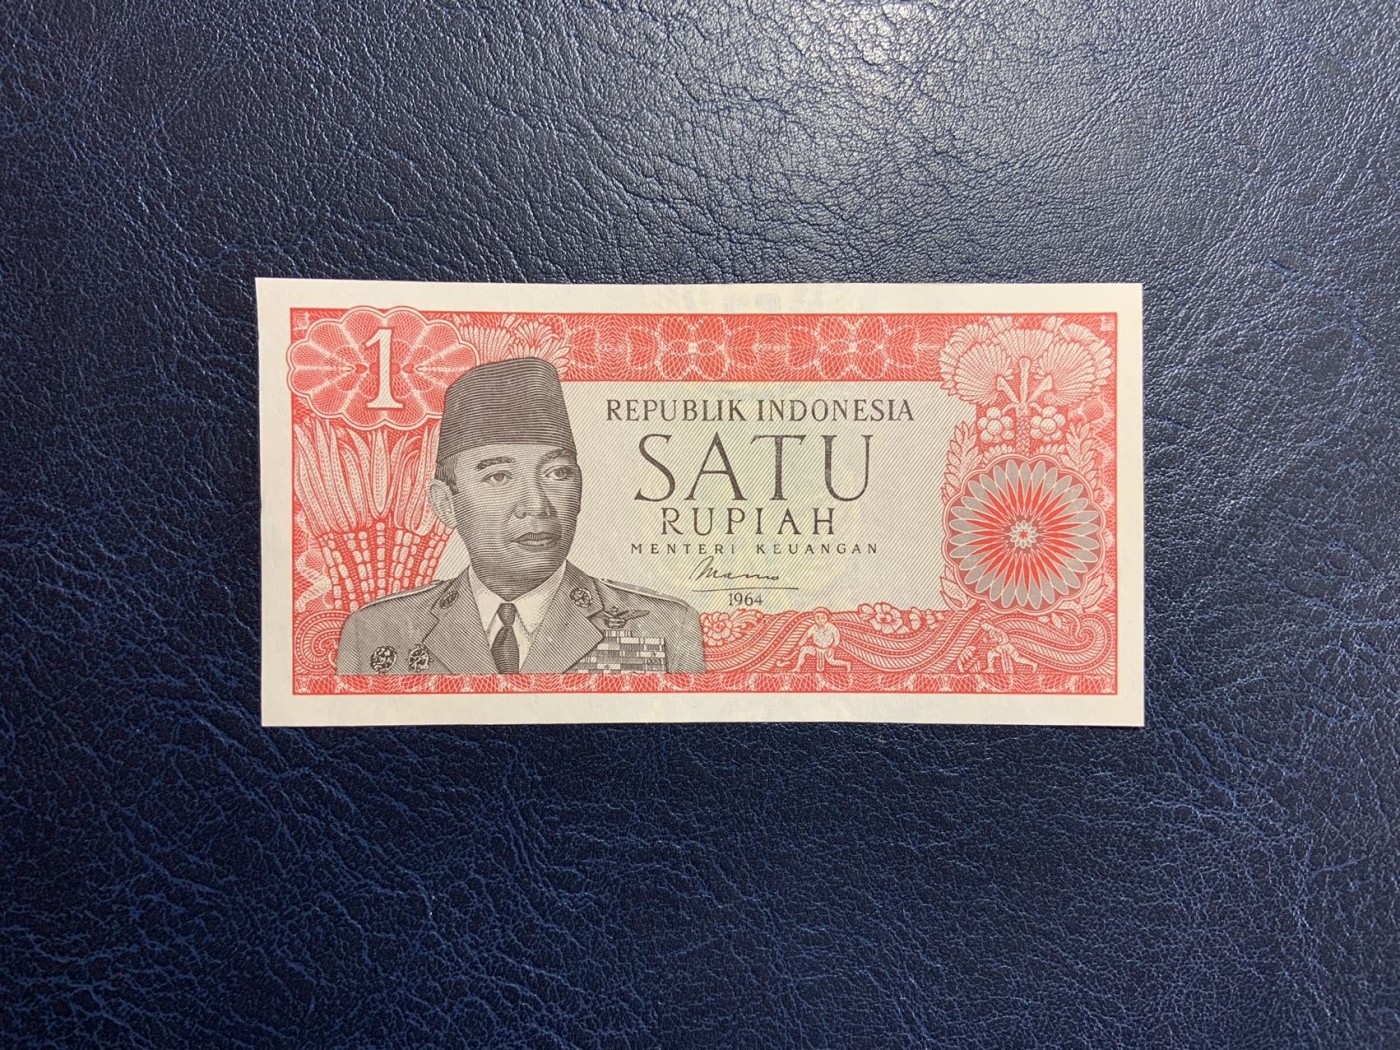 1
REPUBLIK INDONESIA
SATU
RUPIAH
MENTERI KEUANGAN
1964